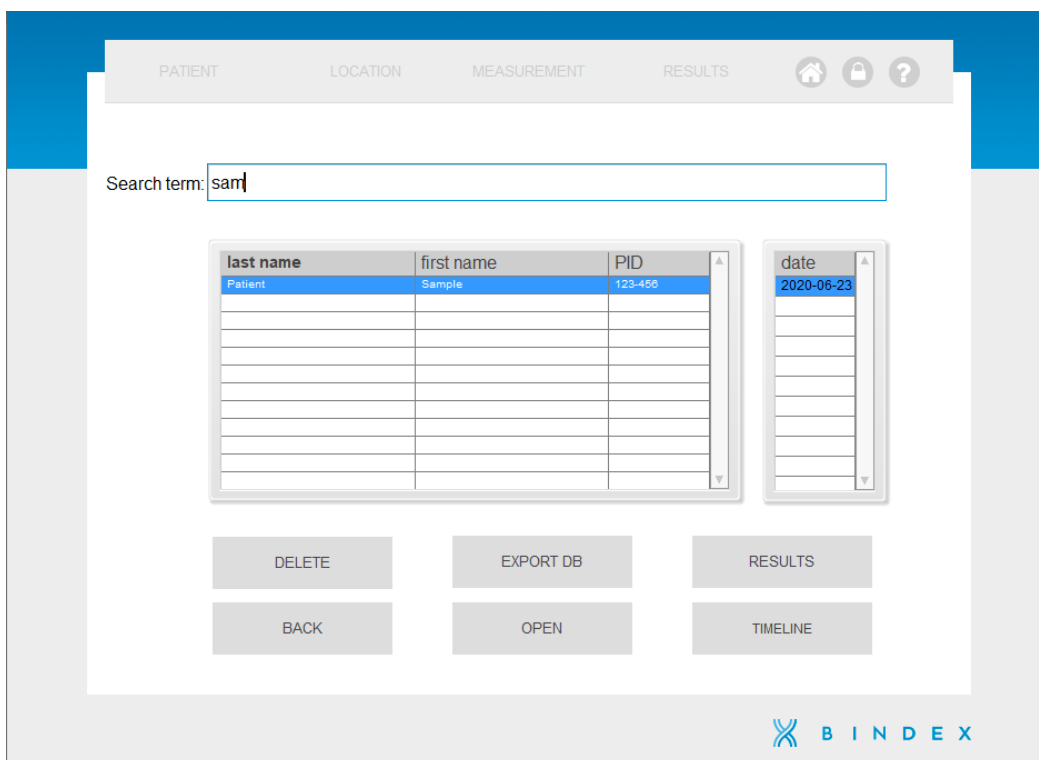 PATIENT LOCATION MEASUREMENT RESULTS ?
Search term: sam
last name first name PID date
Patient Sample 123-456 2020-06-23
DELETE EXPORT DB RESULTS
BACK OPEN TIMELINE
BINDEX